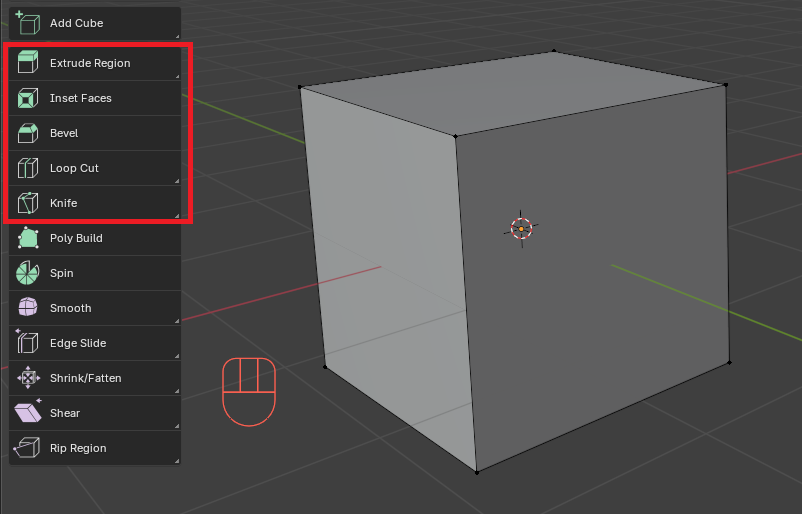 Add Cube
Extrude Region
Inset Faces
Bevel
Loop Cut
Knife
Poly Build
Spin
Smooth
Edge Slide
Shrink/Fatten
Shear
Rip Region